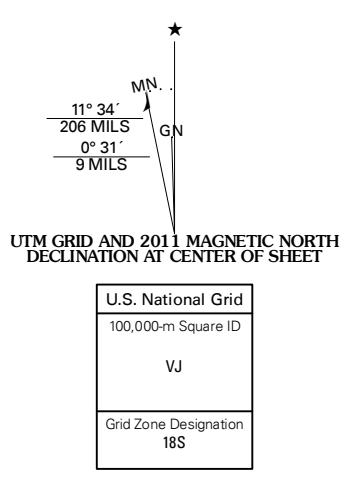 ★
MN
11° 34´
206 MILS
GN
0° 31´
9 MILS
UTM GRID AND 2011 MAGNETIC NORTH
DECLINATION AT CENTER OF SHEET
U.S. National Grid
100,000-m Square ID
VJ
Grid Zone Designation
18S